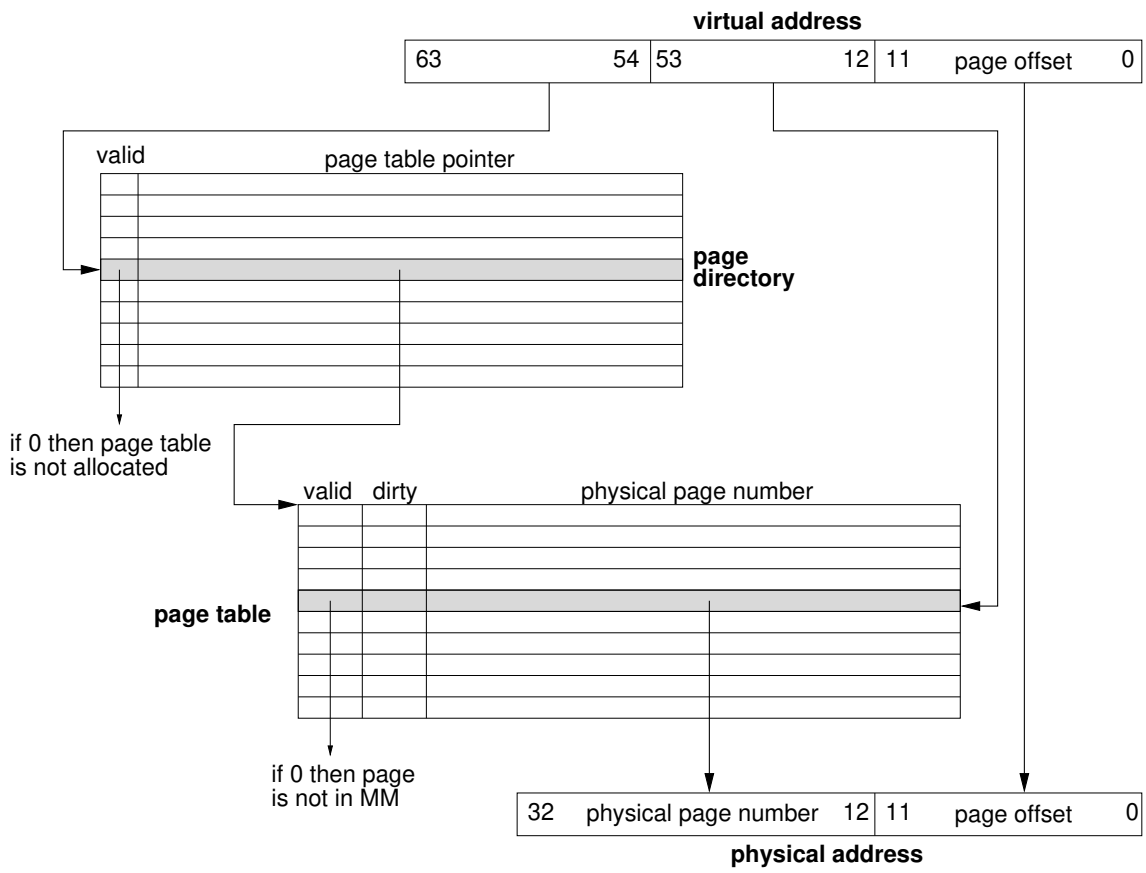 virtual address
63 54 53 12 11 page offset 0
valid
page table pointer
page
directory
if 0 then page table
is not allocated
valid dirty physical page number
page table
if 0 then page
is not in MM
32 physical page number 12 11 page offset 0
physical address